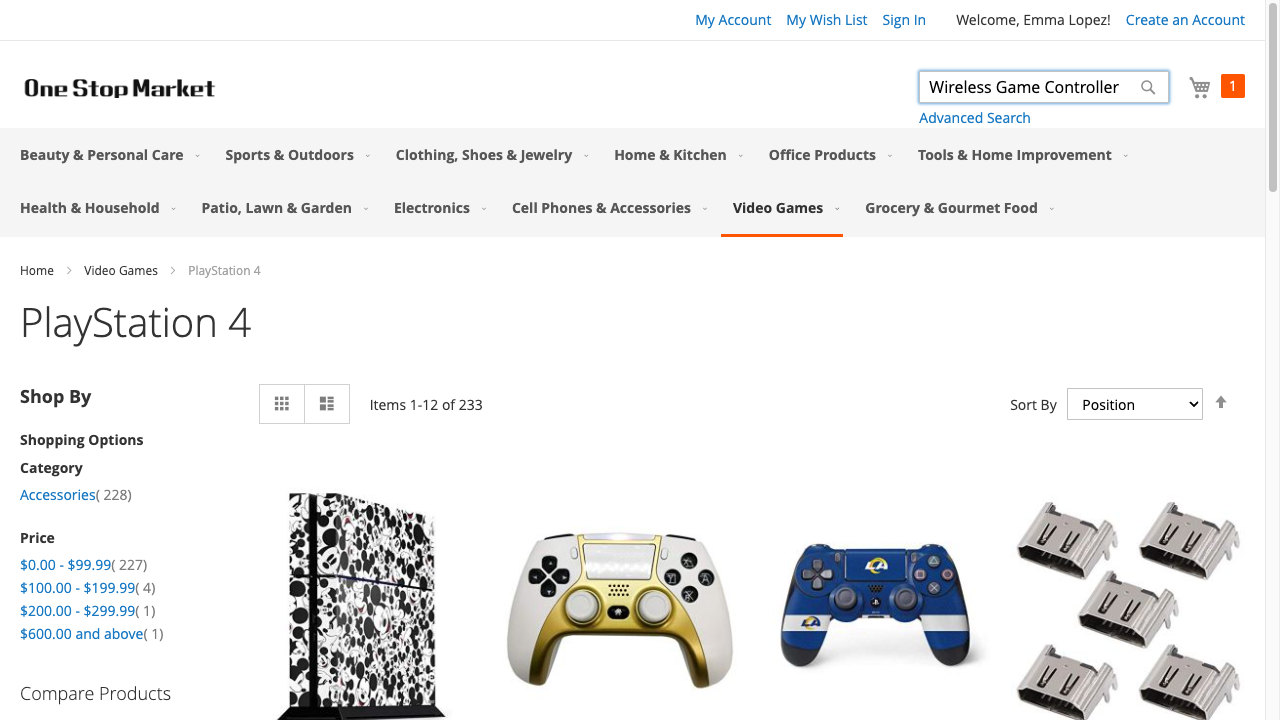 My Account My Wish List Sign In Welcome, Emma Lopez! Create an Account
One Stop Market
Wireless Game Controller
1
Advanced Search
Beauty & Personal Care Sports & Outdoors Clothing, Shoes & Jewelry Home & Kitchen Office Products Tools & Home Improvement
Health & Household Patio, Lawn & Garden Electronics Cell Phones & Accessories Video Games Grocery & Gourmet Food
Home Video Games PlayStation 4
PlayStation 4
Shop By
Items 1-12 of 233
Sort By Position
Shopping Options
Category
Accessories( 228)
Price
$0.00 - $99.99( 227)
$100.00 - $199.99( 4)
$200.00 - $299.99( 1)
$600.00 and above( 1)
Compare Products